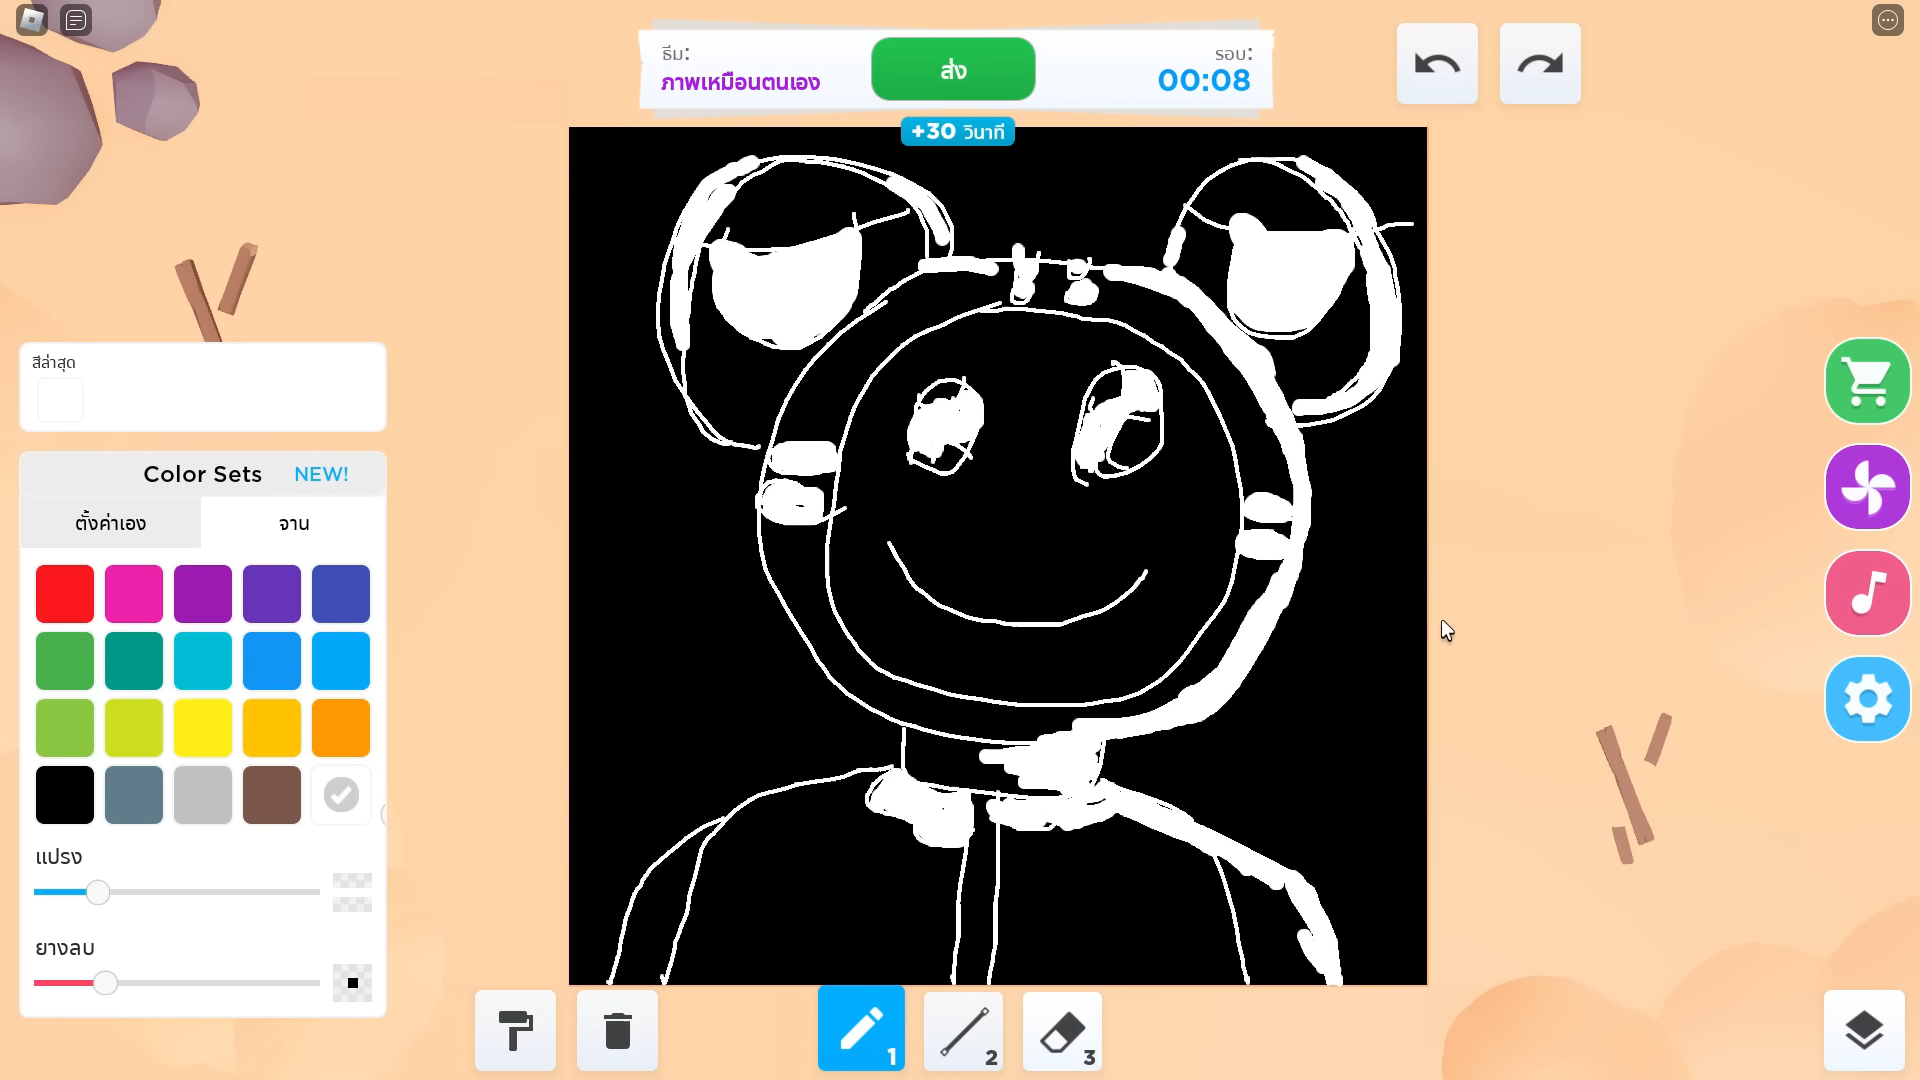 ธีม:
ภาพเหมือนตนเอง
ส่ง
รอบ:
00:08
+30 วินาที
สีล่าสุด
Color Sets NEW!
ตั้งค่าเอง
จาน
แปรง
ยางลบ
1
2
3